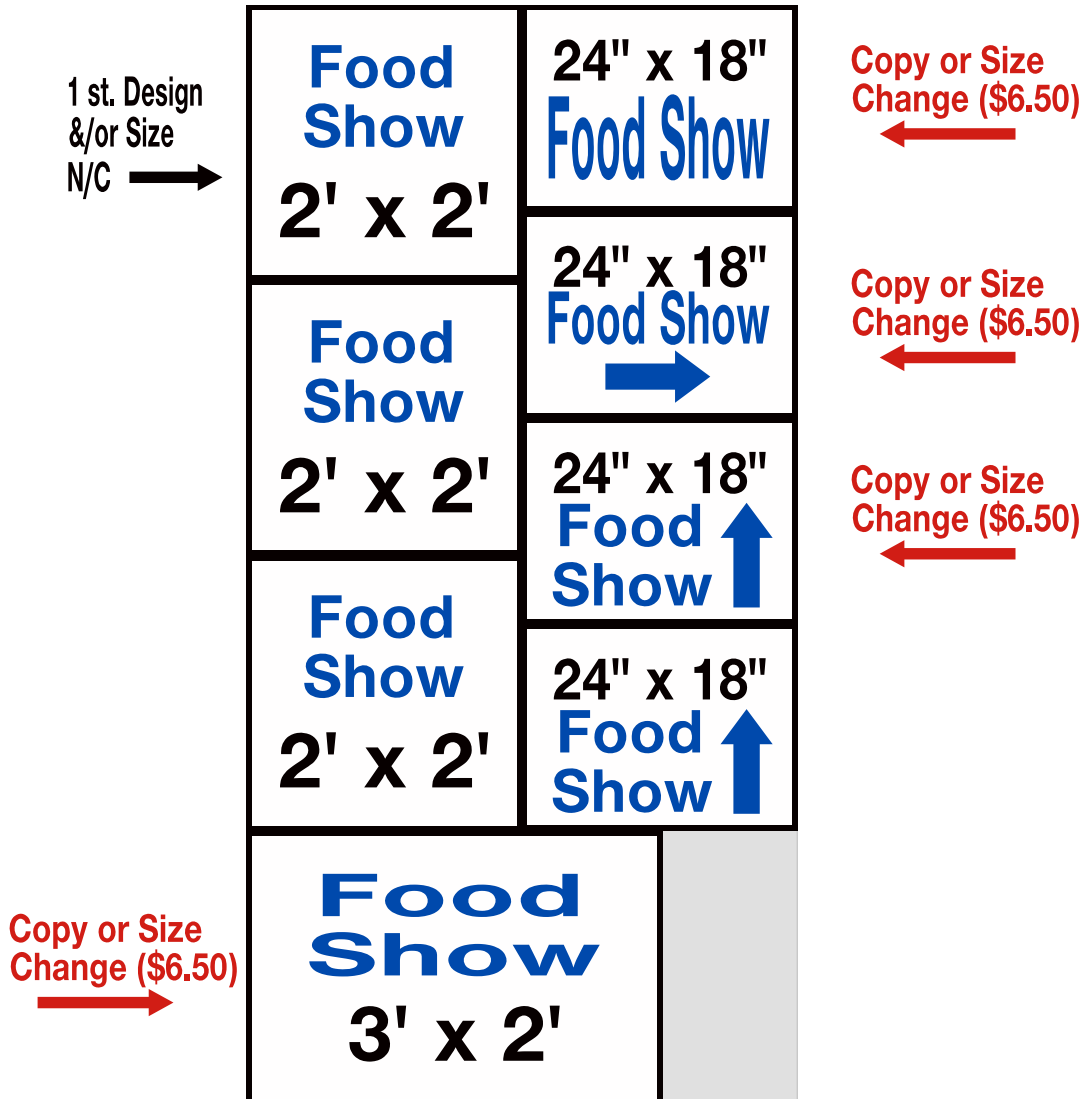 1 st. Design
&/or Size
N/C
Food
Show
2' x 2'
24" x 18"
Food Show
Copy or Size
Change ($6.50)
24" x 18"
Food Show
Copy or Size
Change ($6.50)
Food
Show
2' x 2'
24" x 18"
Food
Show
Copy or Size
Change ($6.50)
Food
Show
2' x 2'
24" x 18"
Food
Show
Copy or Size
Change ($6.50)
Food
Show
3' x 2'